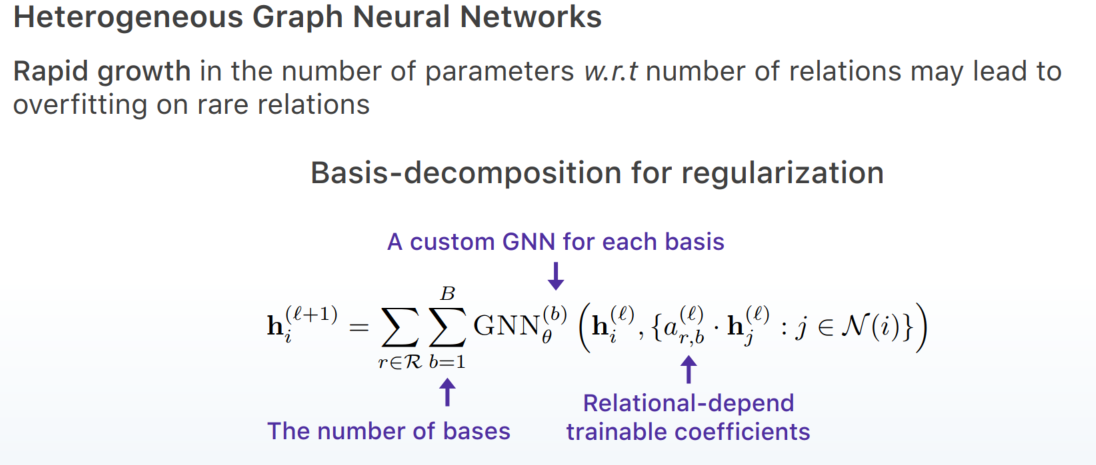 Heterogeneous Graph Neural Networks
Rapid growth in the number of parameters w.r.t number of relations may lead to
overfitting on rare relations
Basis-decomposition for regularization
A custom GNN for each basis
$$\mathbf{h}_i^{(\ell+1)} = \sum_{r \in \mathcal{R}} \sum_{b=1}^{B} \mathrm{GNN}_\theta^{(b)} \left( \mathbf{h}_i^{(\ell)}, \{ a_{r,b}^{(\ell)} \cdot \mathbf{h}_j^{(\ell)} : j \in \mathcal{N}(i) \} \right)$$
The number of bases
Relational-depend
trainable coefficients